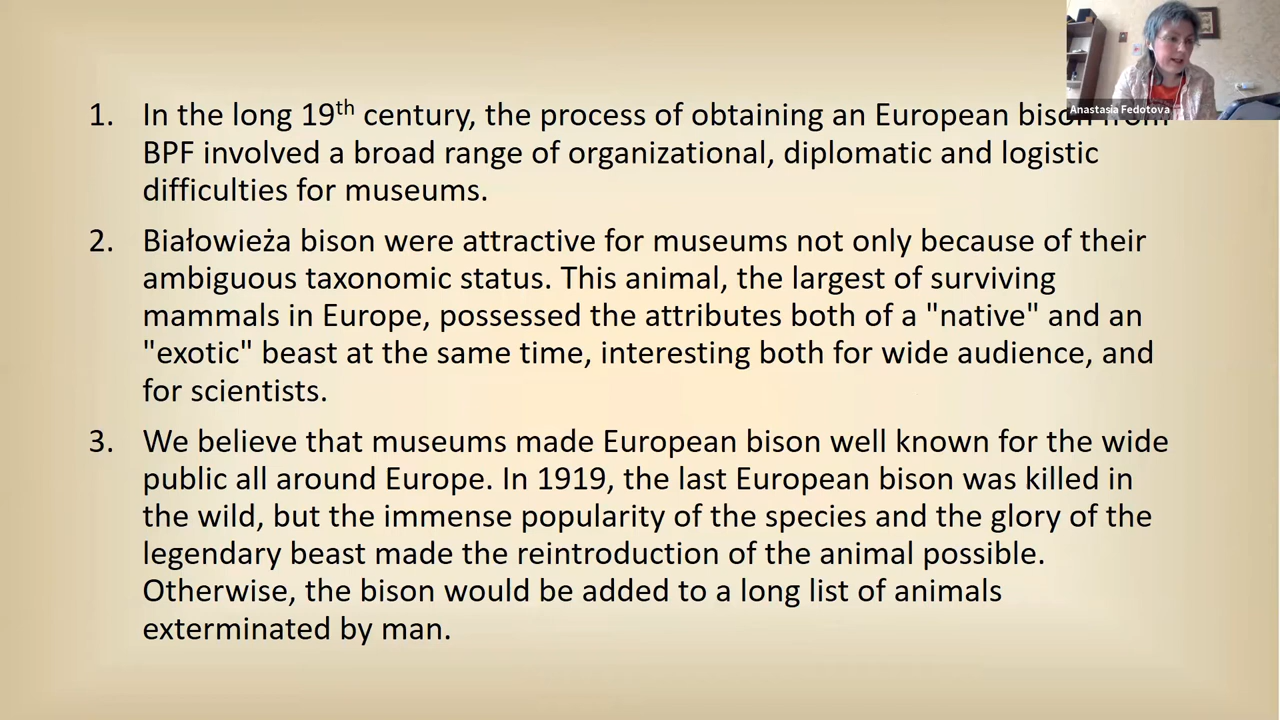 1. In the long 19th century, the process of obtaining an European bison from
BPF involved a broad range of organizational, diplomatic and logistic
difficulties for museums.
2. Białowieża bison were attractive for museums not only because of their
ambiguous taxonomic status. This animal, the largest of surviving
mammals in Europe, possessed the attributes both of a "native" and an
"exotic" beast at the same time, interesting both for wide audience, and
for scientists.
3. We believe that museums made European bison well known for the wide
public all around Europe. In 1919, the last European bison was killed in
the wild, but the immense popularity of the species and the glory of the
legendary beast made the reintroduction of the animal possible.
Otherwise, the bison would be added to a long list of animals
exterminated by man.
Anastasia Fedotova